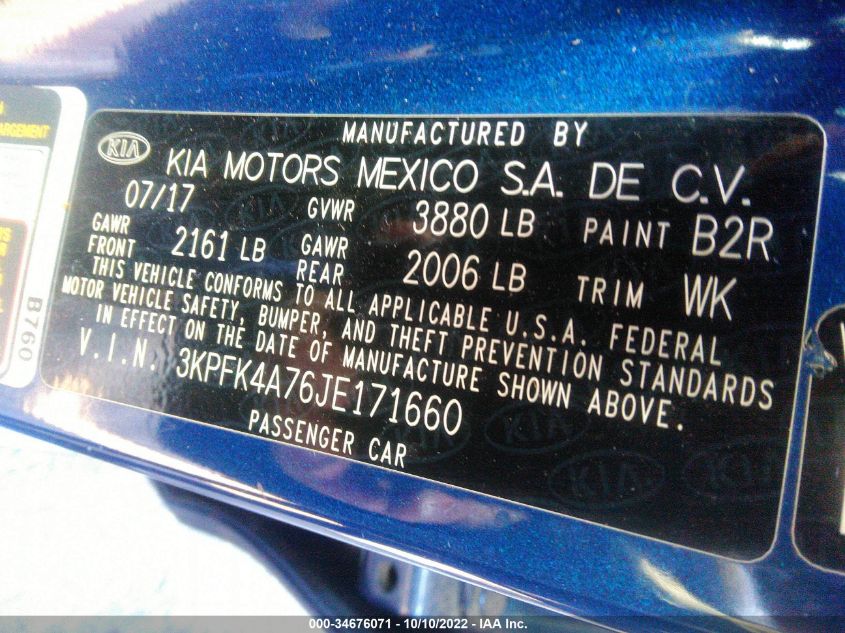 ARGEMENT
B760
MANUFACTURED BY
KIA KIA MOTORS MEXICO S.A. DE C.V.
07/17 GVWR 3880 LB PAINT B2R
GAWR FRONT 2161 LB GAWR REAR 2006 LB TRIM WK
THIS VEHICLE CONFORMS TO ALL APPLICABLE U.S.A. FEDERAL
MOTOR VEHICLE SAFETY, BUMPER, AND THEFT PREVENTION STANDARDS
IN EFFECT ON THE DATE OF MANUFACTURE SHOWN ABOVE.
V.I.N. 3KPFK4A76JE171660
PASSENGER CAR
000-34676071 - 10/10/2022 - IAA Inc.